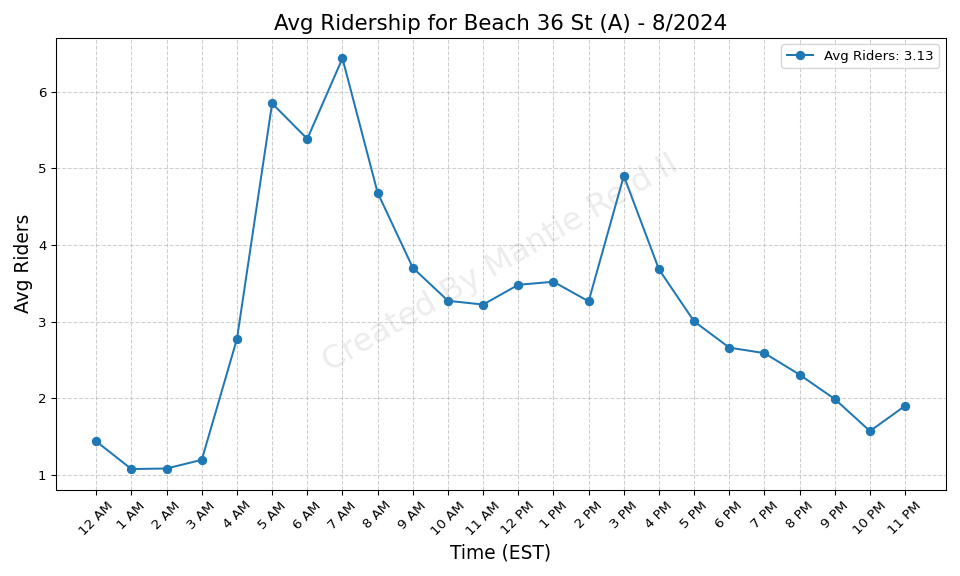 Avg Ridership for Beach 36 St (A) - 8/2024
Avg Riders: 3.13
Avg Riders
6
5
4
3
2
1
Created By Mantie Reid II
12 AM
1 AM
2 AM
3 AM
4 AM
5 AM
6 AM
7 AM
8 AM
9 AM
10 AM
11 AM
12 PM
1 PM
2 PM
3 PM
4 PM
5 PM
6 PM
7 PM
8 PM
9 PM
10 PM
11 PM
Time (EST)